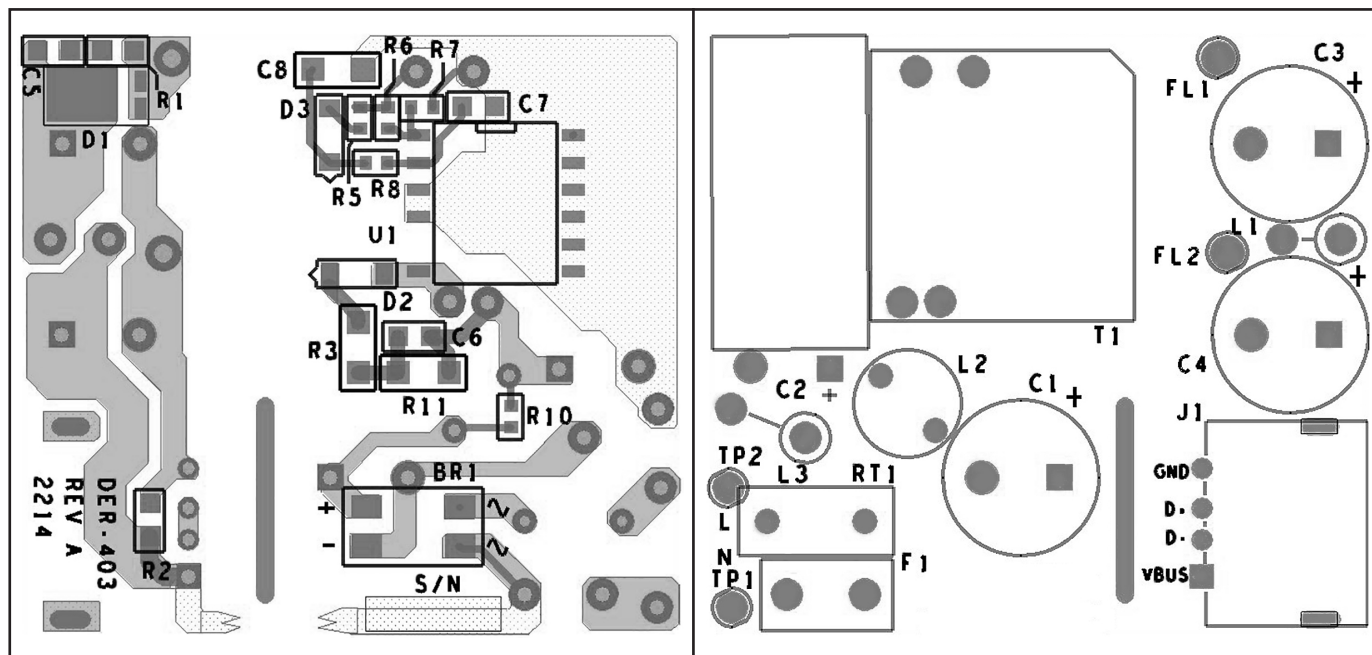 C5
R1
D1
C8
R6
R7
D3
C7
R5
R8
U1
D2
C6
R3
R11
R10
BR1
+
-
~
~
S/N
DER-403
REV A
2214
R2
FL1
C3
+
L1
FL2
+
T1
C4
C2
+
L2
C1
+
J1
TP2
L3
RT1
L
N
TP1
F1
GND
D+
D-
VBUS